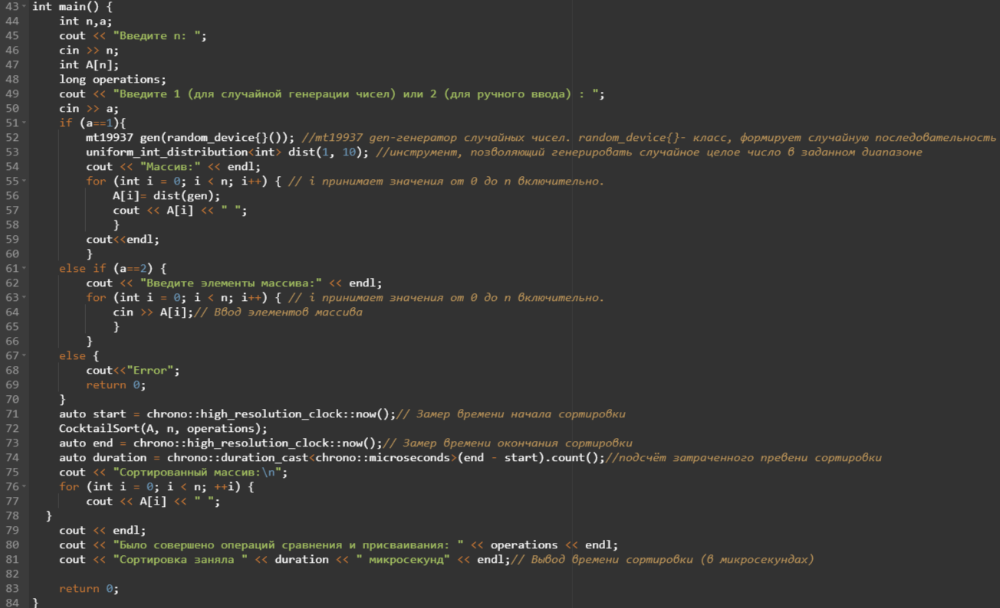 43 int main() {
44     int n,a;
45     cout << "Введите n: ";
46     cin >> n;
47     int A[n];
48     long operations;
49     cout << "Введите 1 (для случайной генерации чисел) или 2 (для ручного ввода) : ";
50     cin >> a;
51     if (a==1){
52         mt19937 gen(random_device{}()); //mt19937 gen-генератор случайных чисел. random_device{}- класс, формирует случайную последовательность
53         uniform_int_distribution<int> dist(1, 10); //инструмент, позволяющий генерировать случайное целое число в заданном диапазоне
54         cout << "Массив:" << endl;
55         for (int i = 0; i < n; i++) { // i принимает значения от 0 до n включительно.
56             A[i]= dist(gen);
57             cout << A[i] << " ";
58             }
59         cout<<endl;
60         }
61     else if (a==2) {
62         cout << "Введите элементы массива:" << endl;
63         for (int i = 0; i < n; i++) { // i принимает значения от 0 до n включительно.
64             cin >> A[i];// Ввод элементов массива
65             }
66         }
67     else {
68         cout<<"Error";
69         return 0;
70     }
71     auto start = chrono::high_resolution_clock::now();// Замер времени начала сортировки
72     CocktailSort(A, n, operations);
73     auto end = chrono::high_resolution_clock::now();// Замер времени окончания сортировки
74     auto duration = chrono::duration_cast<chrono::microseconds>(end - start).count();//подсчёт затраченного превени сортировки
75     cout << "Сортированный массив:\n";
76     for (int i = 0; i < n; ++i) {
77         cout << A[i] << " ";
78   }
79     cout << endl;
80     cout << "Было совершено операций сравнения и присваивания: " << operations << endl;
81     cout << "Сортировка заняла " << duration << " микросекунд" << endl;// Вывод времени сортировки (в микросекундах)
82
83     return 0;
84 }